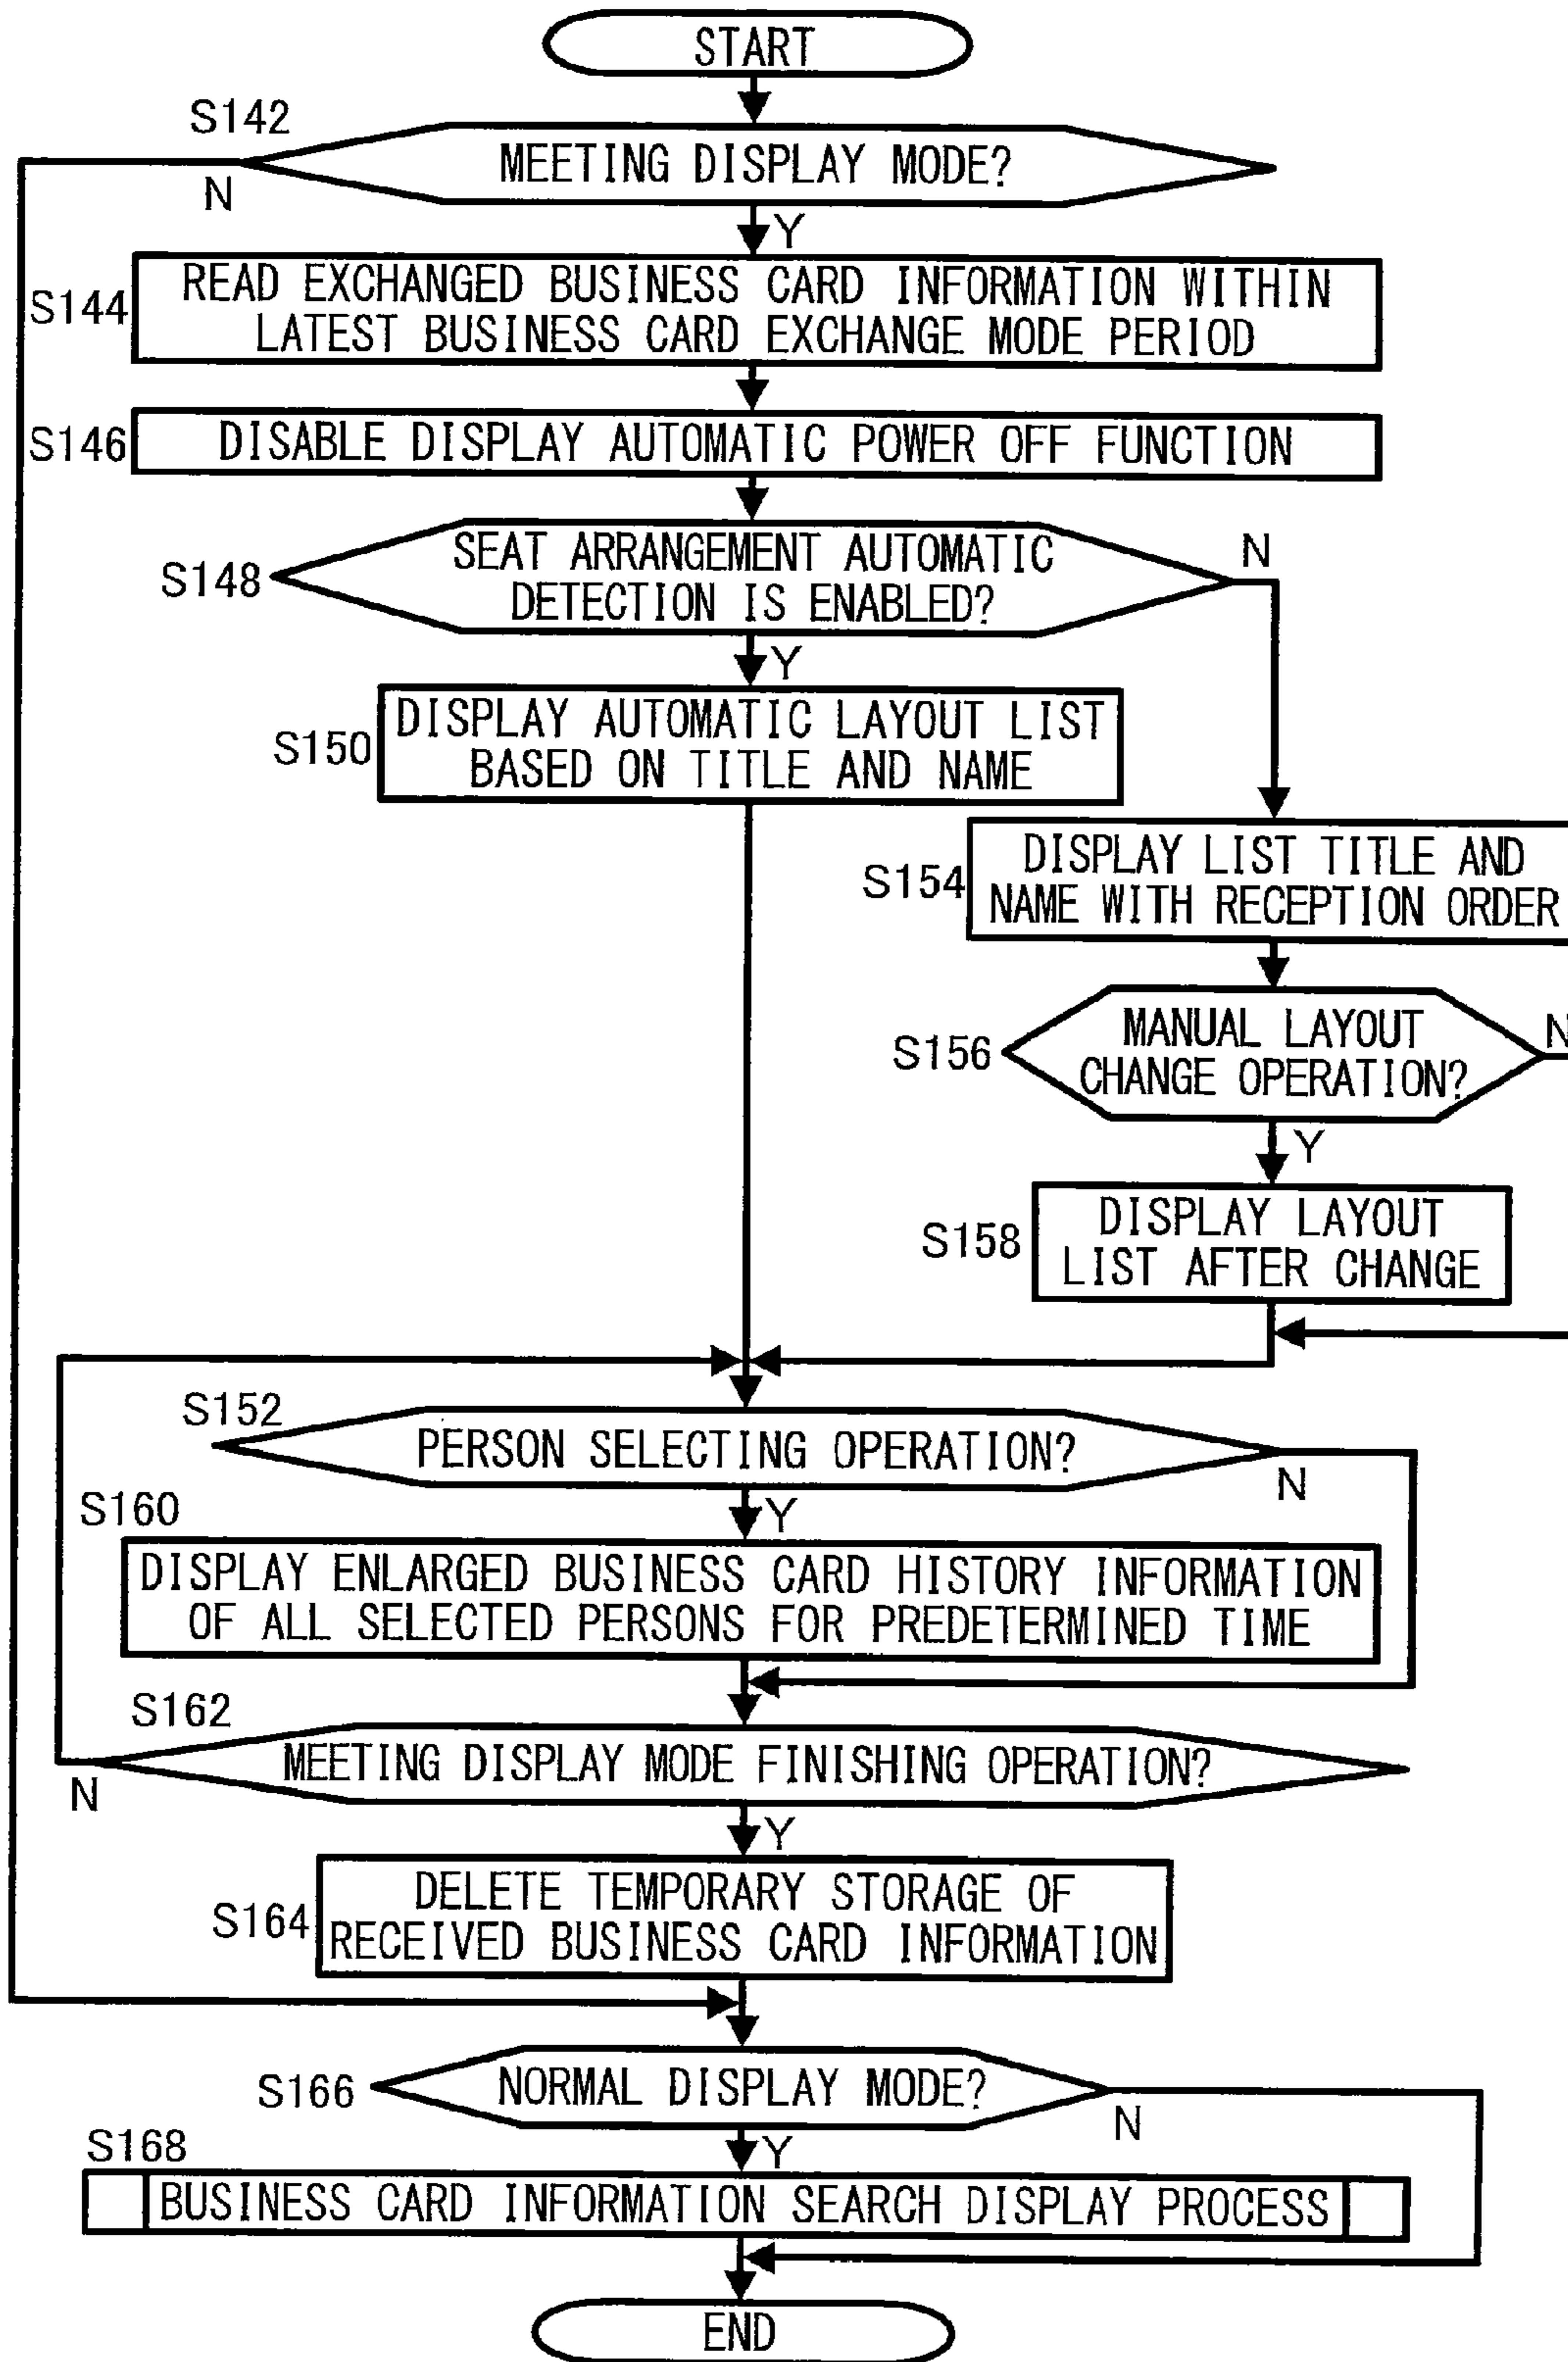 START
S142
MEETING DISPLAY MODE?
N
Y
S144
READ EXCHANGED BUSINESS CARD INFORMATION WITHIN
LATEST BUSINESS CARD EXCHANGE MODE PERIOD
S146
DISABLE DISPLAY AUTOMATIC POWER OFF FUNCTION
S148
SEAT ARRANGEMENT AUTOMATIC
DETECTION IS ENABLED?
N
Y
S150
DISPLAY AUTOMATIC LAYOUT LIST
BASED ON TITLE AND NAME
S154
DISPLAY LIST TITLE AND
NAME WITH RECEPTION ORDER
S156
MANUAL LAYOUT
CHANGE OPERATION?
N
Y
S158
DISPLAY LAYOUT
LIST AFTER CHANGE
S152
PERSON SELECTING OPERATION?
N
Y
S160
DISPLAY ENLARGED BUSINESS CARD HISTORY INFORMATION
OF ALL SELECTED PERSONS FOR PREDETERMINED TIME
S162
MEETING DISPLAY MODE FINISHING OPERATION?
N
Y
S164
DELETE TEMPORARY STORAGE OF
RECEIVED BUSINESS CARD INFORMATION
S166
NORMAL DISPLAY MODE?
N
Y
S168
BUSINESS CARD INFORMATION SEARCH DISPLAY PROCESS
END